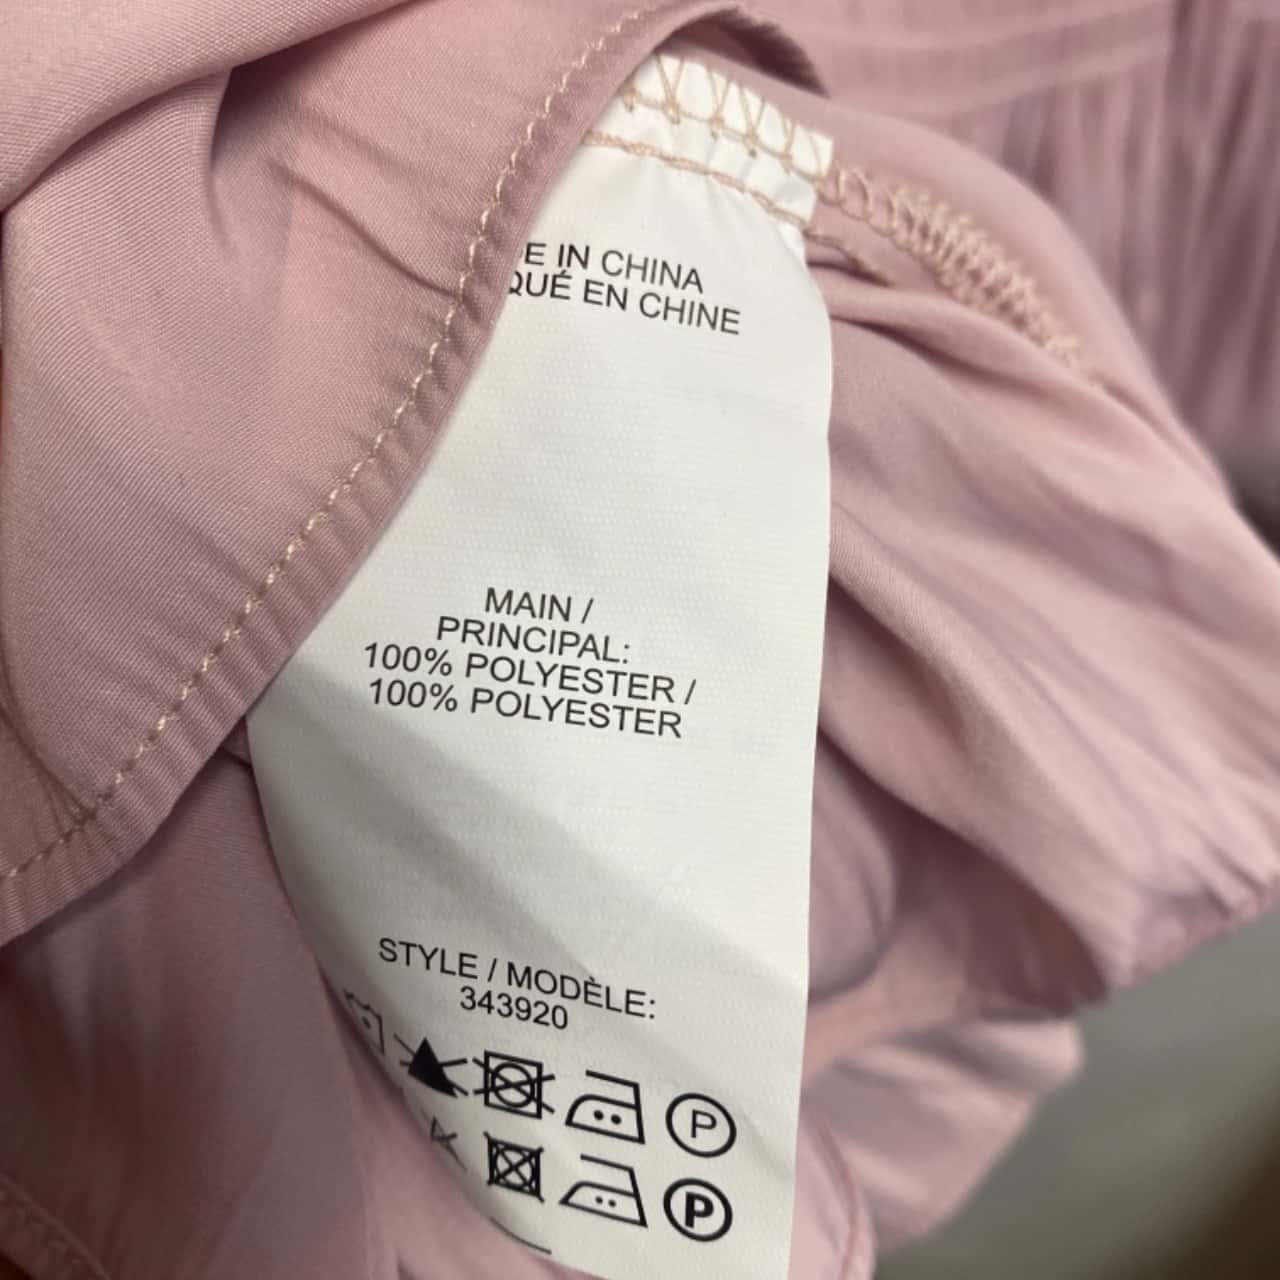 E IN CHINA
QUÉ EN CHINE
MAIN /
PRINCIPAL:
100% POLYESTER /
100% POLYESTER
STYLE / MODÈLE:
343920
P
P